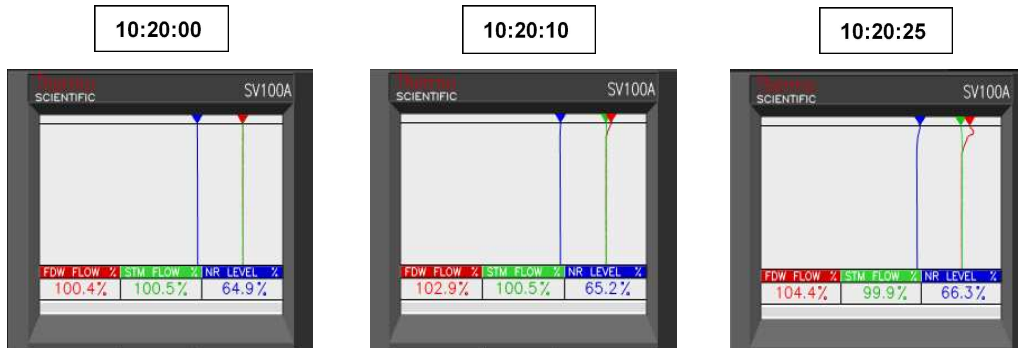 10:20:00 10:20:10 10:20:25
Thermo Thermo Thermo
SCIENTIFIC SV100A SCIENTIFIC SV100A SCIENTIFIC SV100A
FDW FLOW % STM FLOW % NR LEVEL % FDW FLOW % STM FLOW % NR LEVEL % FDW FLOW % STM FLOW % NR LEVEL %
100.4% 100.5% 64.9% 102.9% 100.5% 65.2% 104.4% 99.9% 66.3%